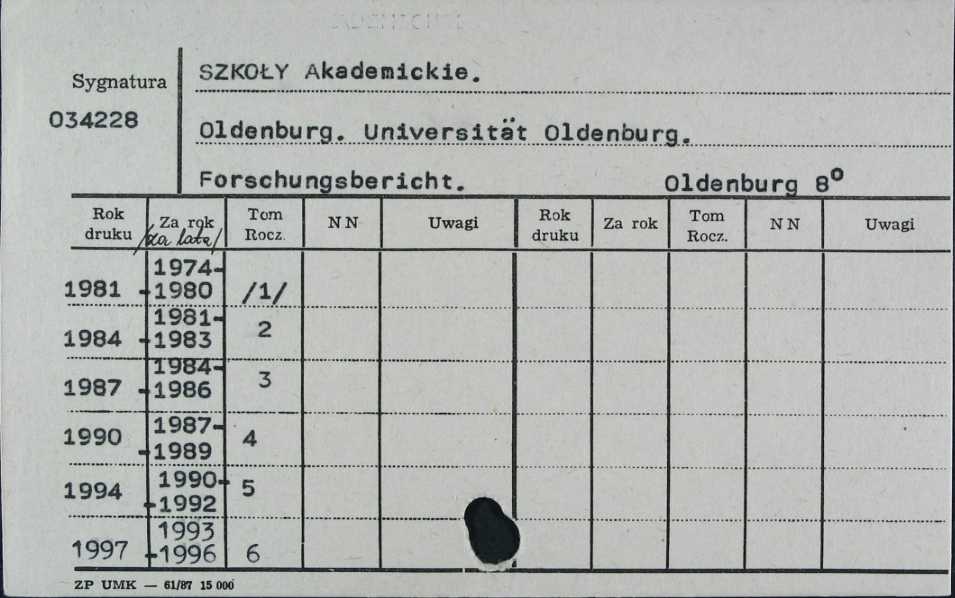 Sygnatura
034228
SZKOŁY Akademickie.
Oldenburg. Universität Oldenburg.
Forschungsbericht. Oldenburg 8°
Rok druku Za rok /za lata/ Tom Rocz. N N Uwagi Rok druku Za rok Tom Rocz. N N Uwagi
1981 1974-
-1980 /1/
1984 1981-
-1983 2
1987 1984-
-1986 3
1990 1987-
-1989 4
1994 1990-
-1992 5
1997 1993
-1996 6
ZP UMK — 61/87 15 000